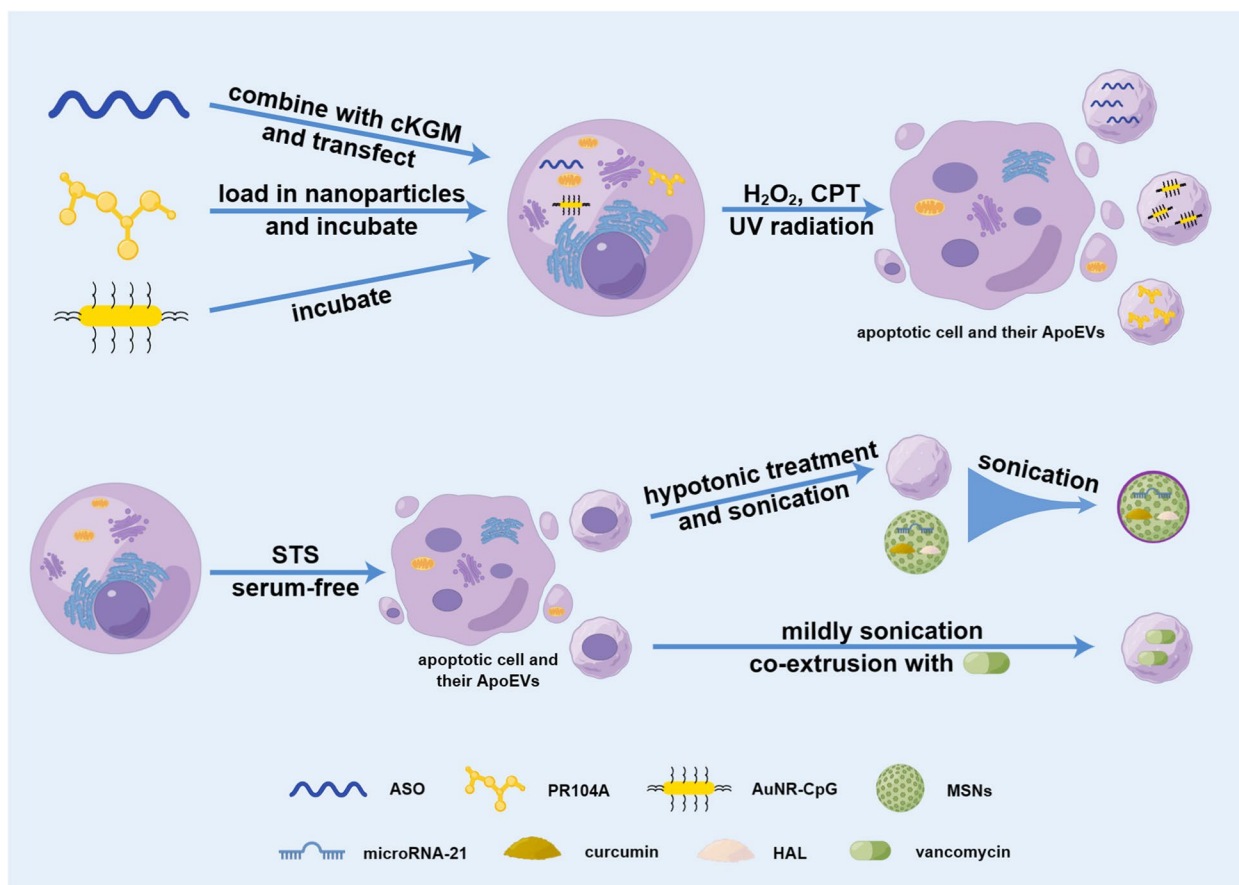 combine with cKGM
and transfect
load in nanoparticles
and incubate
incubate
H₂O₂, CPT
UV radiation
apoptotic cell and their ApoEVs
STS
serum-free
apoptotic cell and
their ApoEVs
hypotonic treatment
and sonication
sonication
mildly sonication
co-extrusion with
ASO
PR104A
AuNR-CpG
MSNs
microRNA-21
curcumin
HAL
vancomycin